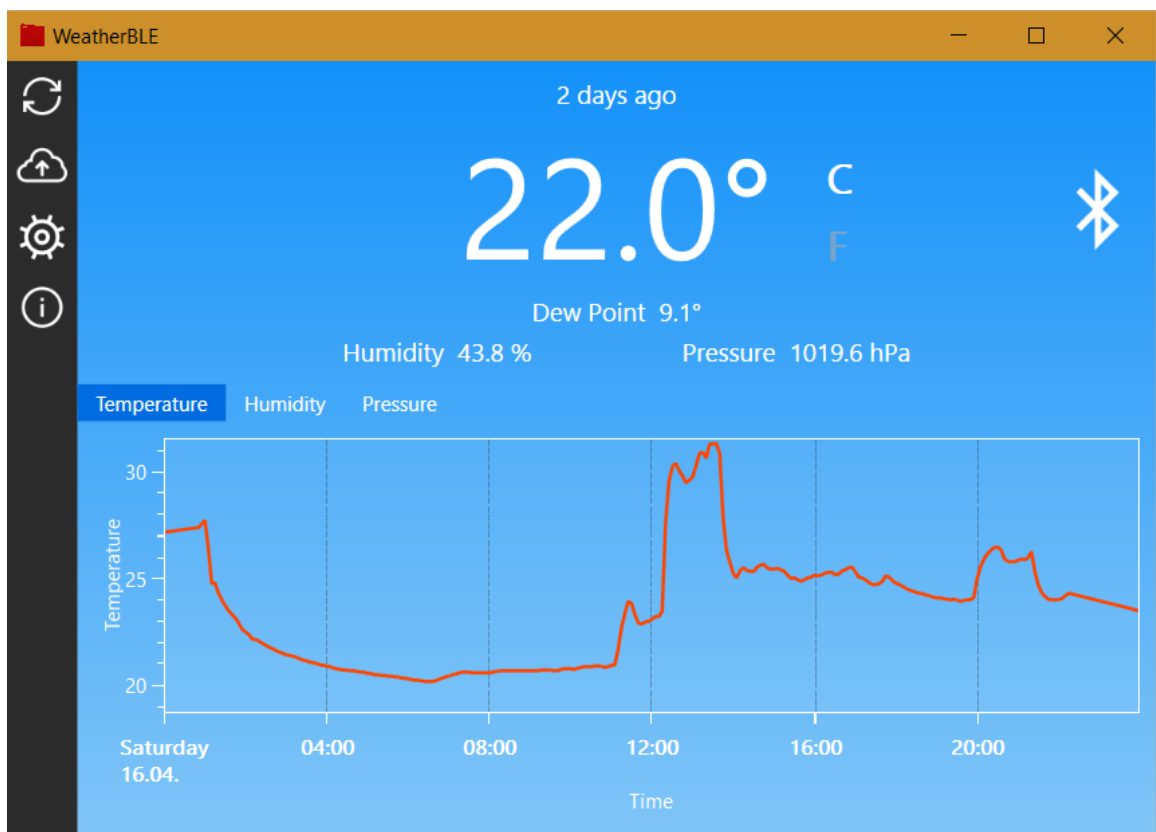 WeatherBLE
2 days ago
22.0° C
F
Dew Point 9.1°
Humidity 43.8 % Pressure 1019.6 hPa
Temperature Humidity Pressure
30
25
20
Temperature
Saturday 04:00 08:00 12:00 16:00 20:00
16.04.
Time